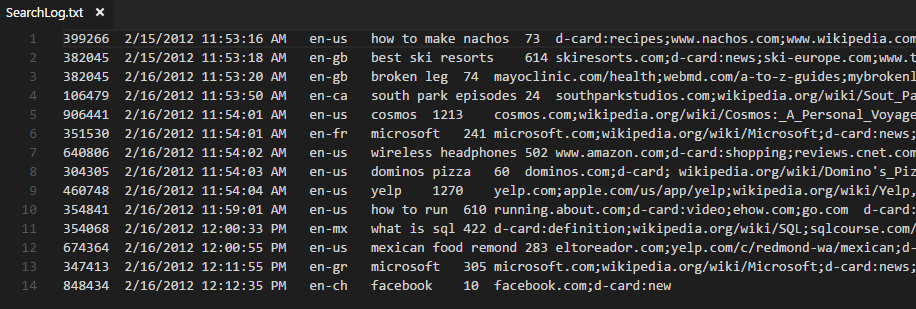 SearchLog.txt ×
1 399266 2/15/2012 11:53:16 AM en-us how to make nachos 73 d-card:recipes;www.nachos.com;www.wikipedia.com
2 382045 2/15/2012 11:53:18 AM en-gb best ski resorts 614 skiresorts.com;d-card:news;ski-europe.com;www.t
3 382045 2/16/2012 11:53:20 AM en-gb broken leg 74 mayoclinic.com/health;webmd.com/a-to-z-guides;mybrokenl
4 106479 2/16/2012 11:53:50 AM en-ca south park episodes 24 southparkstudios.com;wikipedia.org/wiki/Sout_Pa
5 906441 2/16/2012 11:54:01 AM en-us cosmos 1213 cosmos.com;wikipedia.org/wiki/Cosmos:_A_Personal_Voyage
6 351530 2/16/2012 11:54:01 AM en-fr microsoft 241 microsoft.com;wikipedia.org/wiki/Microsoft;d-card:news;
7 640806 2/16/2012 11:54:02 AM en-us wireless headphones 502 www.amazon.com;d-card:shopping;reviews.cnet.com
8 304305 2/16/2012 11:54:03 AM en-us dominos pizza 60 dominos.com;d-card; wikipedia.org/wiki/Domino's_Piz
9 460748 2/16/2012 11:54:04 AM en-us yelp 1270 yelp.com;apple.com/us/app/yelp;wikipedia.org/wiki/Yelp,
10 354841 2/16/2012 11:59:01 AM en-us how to run 610 running.about.com;d-card:video;ehow.com;go.com d-card:
11 354068 2/16/2012 12:00:33 PM en-mx what is sql 422 d-card:definition;wikipedia.org/wiki/SQL;sqlcourse.com/
12 674364 2/16/2012 12:00:55 PM en-us mexican food remond 283 eltoreador.com;yelp.com/c/redmond-wa/mexican;d-
13 347413 2/16/2012 12:11:55 PM en-gr microsoft 305 microsoft.com;wikipedia.org/wiki/Microsoft;d-card:news;
14 848434 2/16/2012 12:12:35 PM en-ch facebook 10 facebook.com;d-card:new